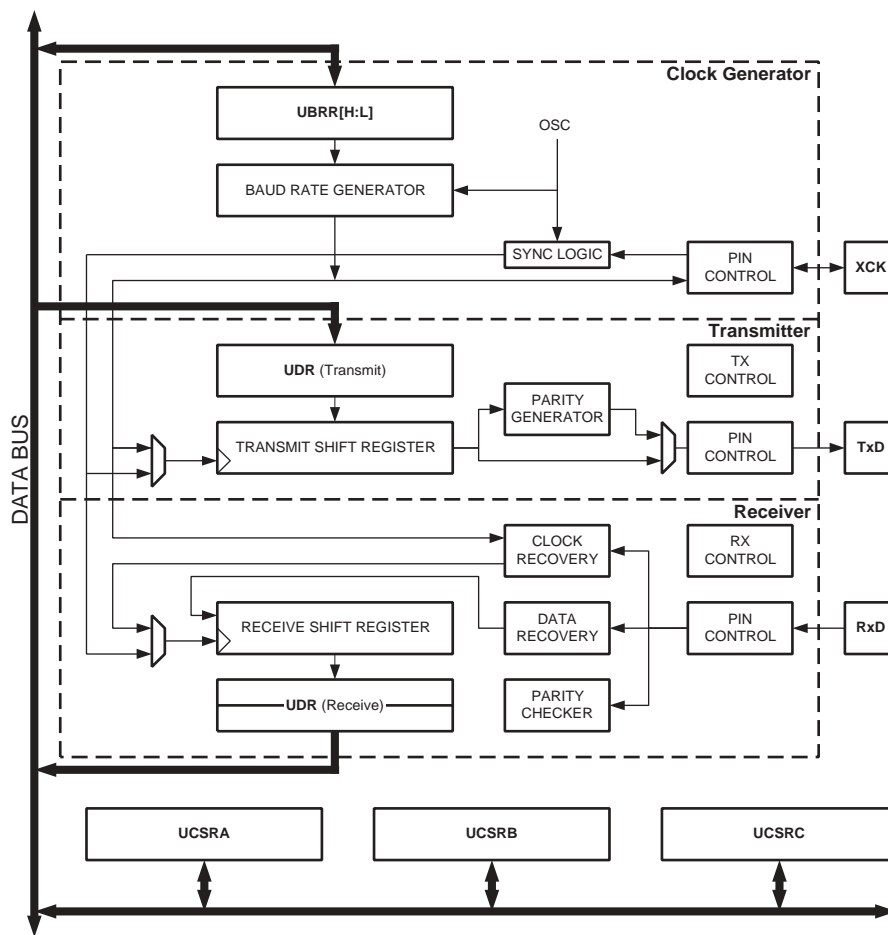 Clock Generator
UBRR[H:L]
OSC
BAUD RATE GENERATOR
SYNC LOGIC
PIN
CONTROL
XCK
Transmitter
UDR (Transmit)
TX
CONTROL
PARITY
GENERATOR
TRANSMIT SHIFT REGISTER
PIN
CONTROL
TxD
DATA BUS
Receiver
CLOCK
RECOVERY
RX
CONTROL
RECEIVE SHIFT REGISTER
DATA
RECOVERY
PIN
CONTROL
RxD
UDR (Receive)
PARITY
CHECKER
UCSRA
UCSRB
UCSRC